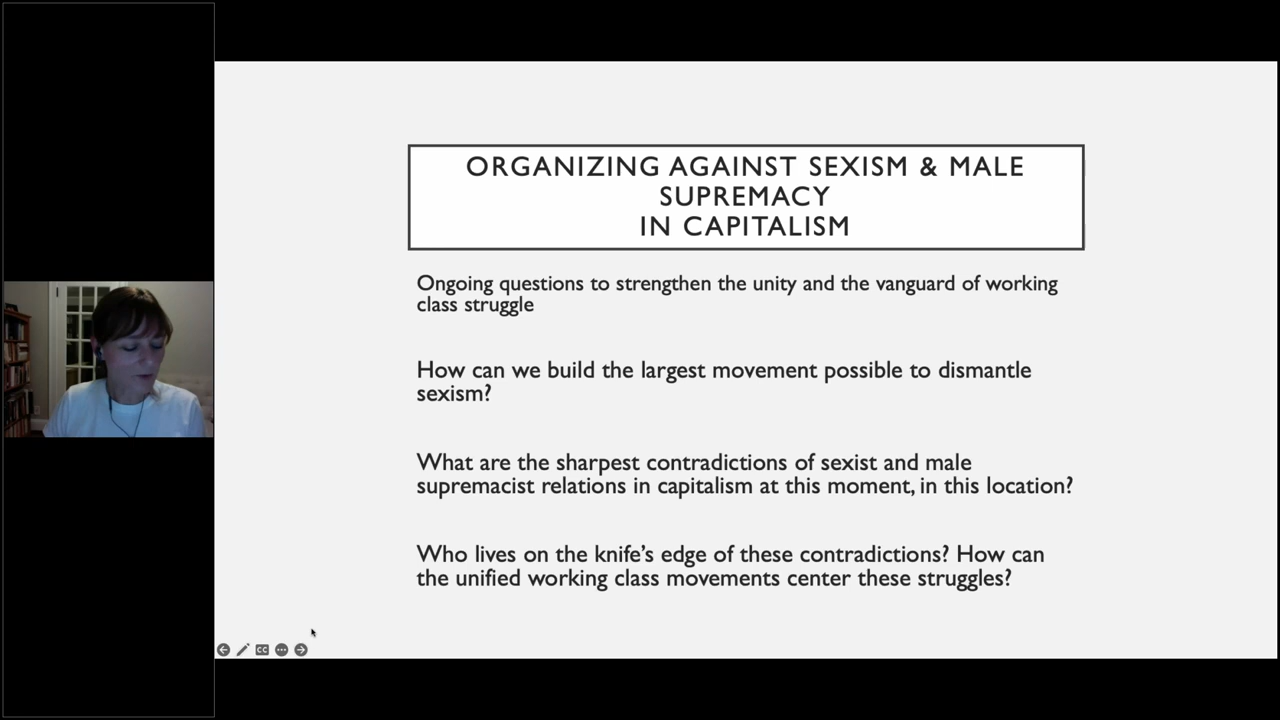 ORGANIZING AGAINST SEXISM & MALE
SUPREMACY
IN CAPITALISM
Ongoing questions to strengthen the unity and the vanguard of working
class struggle
How can we build the largest movement possible to dismantle
sexism?
What are the sharpest contradictions of sexist and male
supremacist relations in capitalism at this moment, in this location?
Who lives on the knife’s edge of these contradictions? How can
the unified working class movements center these struggles?
CC